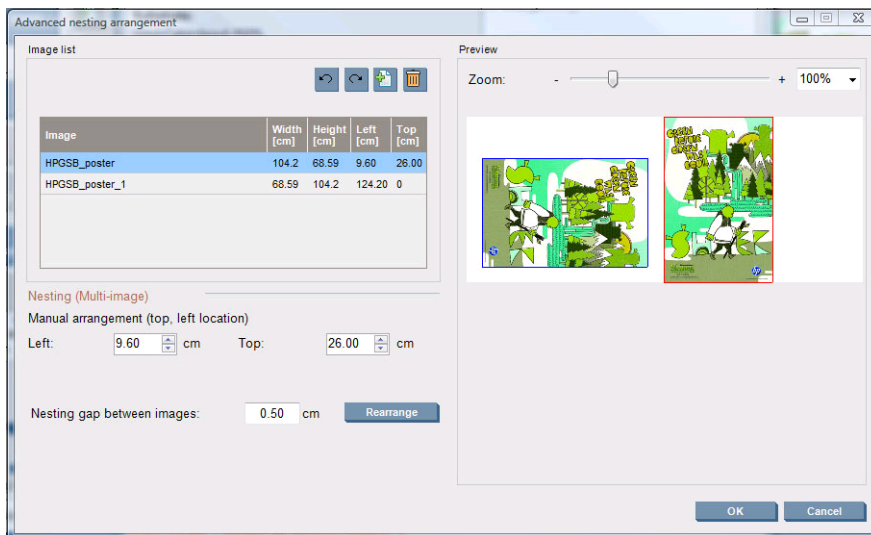 Advanced nesting arrangement
Image list
Image Width [cm] Height [cm] Left [cm] Top [cm]
HPGSB_poster 104.2 68.59 9.60 26.00
HPGSB_poster_1 68.59 104.2 124.20 0
Nesting (Multi-image)
Manual arrangement (top, left location)
Left: 9.60 cm Top: 26.00 cm
Nesting gap between images: 0.50 cm Rearrange
Preview
Zoom: - + 100%
hp
OK Cancel